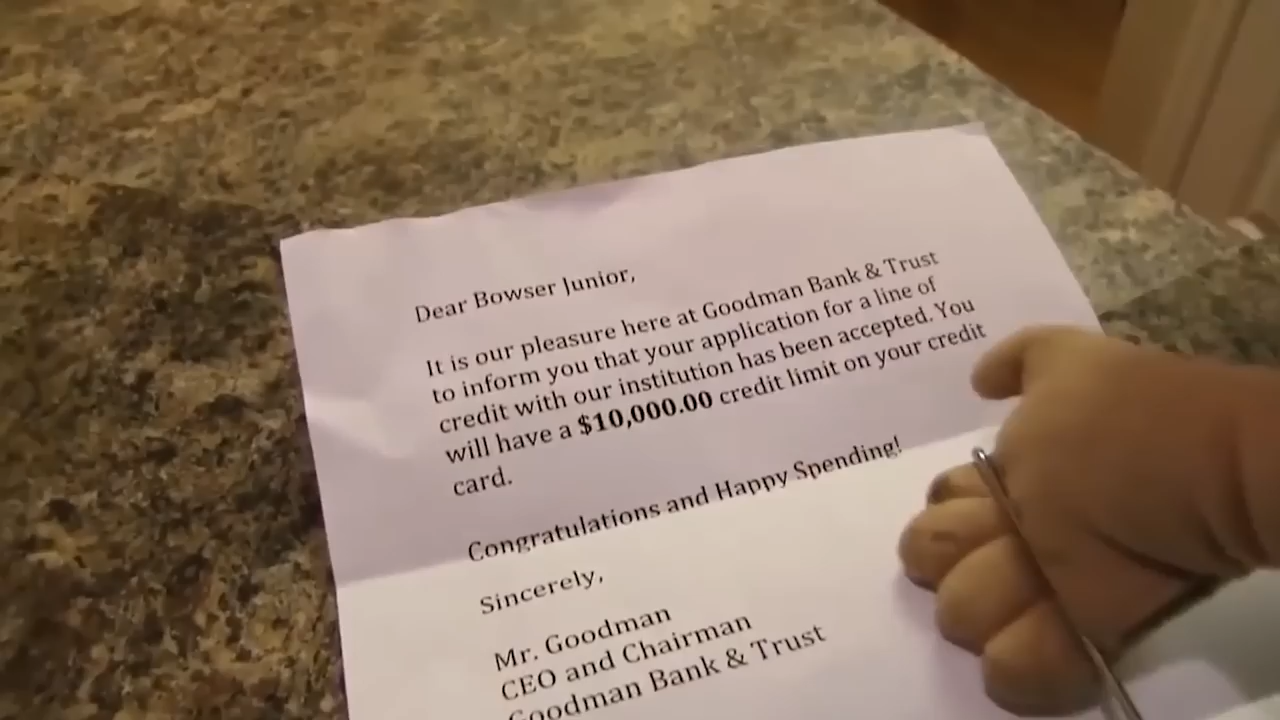 Dear Bowser Junior,
It is our pleasure here at Goodman Bank & Trust
to inform you that your application for a line of
credit with our institution has been accepted. You
will have a $10,000.00 credit limit on your credit
card.
Congratulations and Happy Spending!
Sincerely,
Mr. Goodman
CEO and Chairman
Goodman Bank & Trust